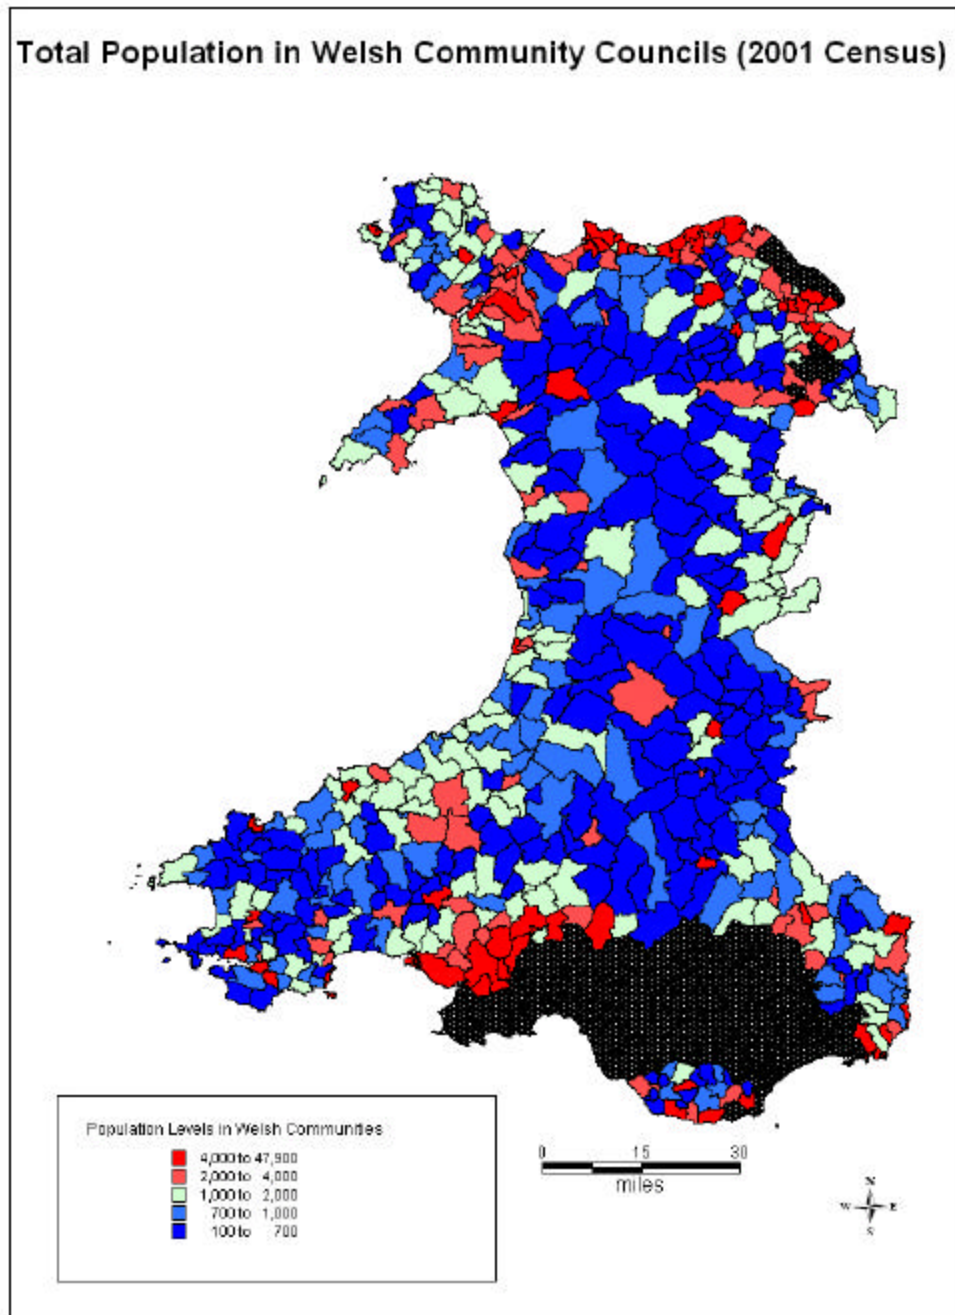 Total Population in Welsh Community Councils (2001 Census)
Population Levels in Welsh Communities
4,000 to 47,900
2,000 to 4,000
1,000 to 2,000
700 to 1,000
100 to 700
0 15 30
miles
N
W E
S